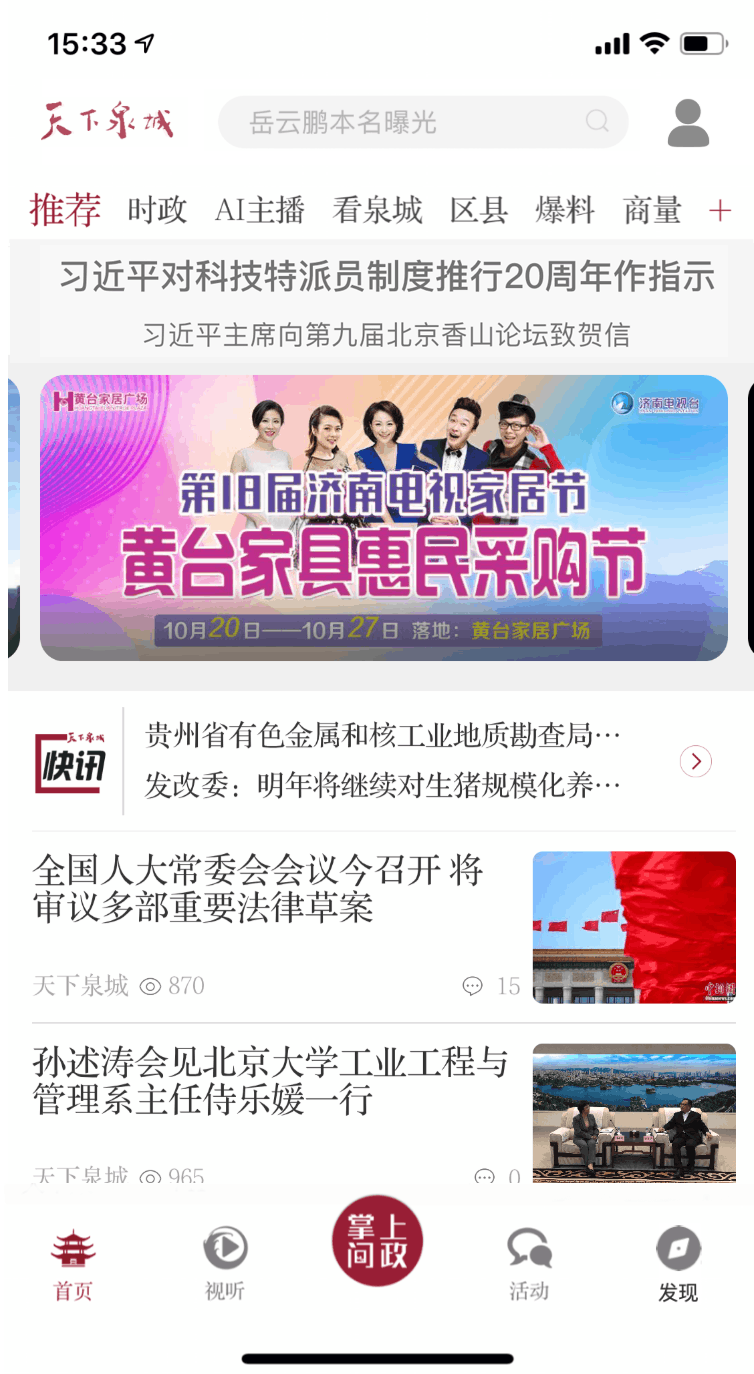 15:33
天下泉城
岳云鹏本名曝光
推荐 时政 AI主播 看泉城 区县 爆料 商量 +
习近平对科技特派员制度推行20周年作指示
习近平主席向第九届北京香山论坛致贺信
黄台家居广场
济南电视台
第18届济南电视家居节
黄台家具惠民采购节
10月20日——10月27日 落地：黄台家居广场
天下泉城
快讯
贵州省有色金属和核工业地质勘查局…
发改委：明年将继续对生猪规模化养…
全国人大常委会会议今召开 将
审议多部重要法律草案
天下泉城 870 15
孙述涛会见北京大学工业工程与
管理系主任侍乐媛一行
天下泉城 965 0
掌上
问政
首页 视听 活动 发现